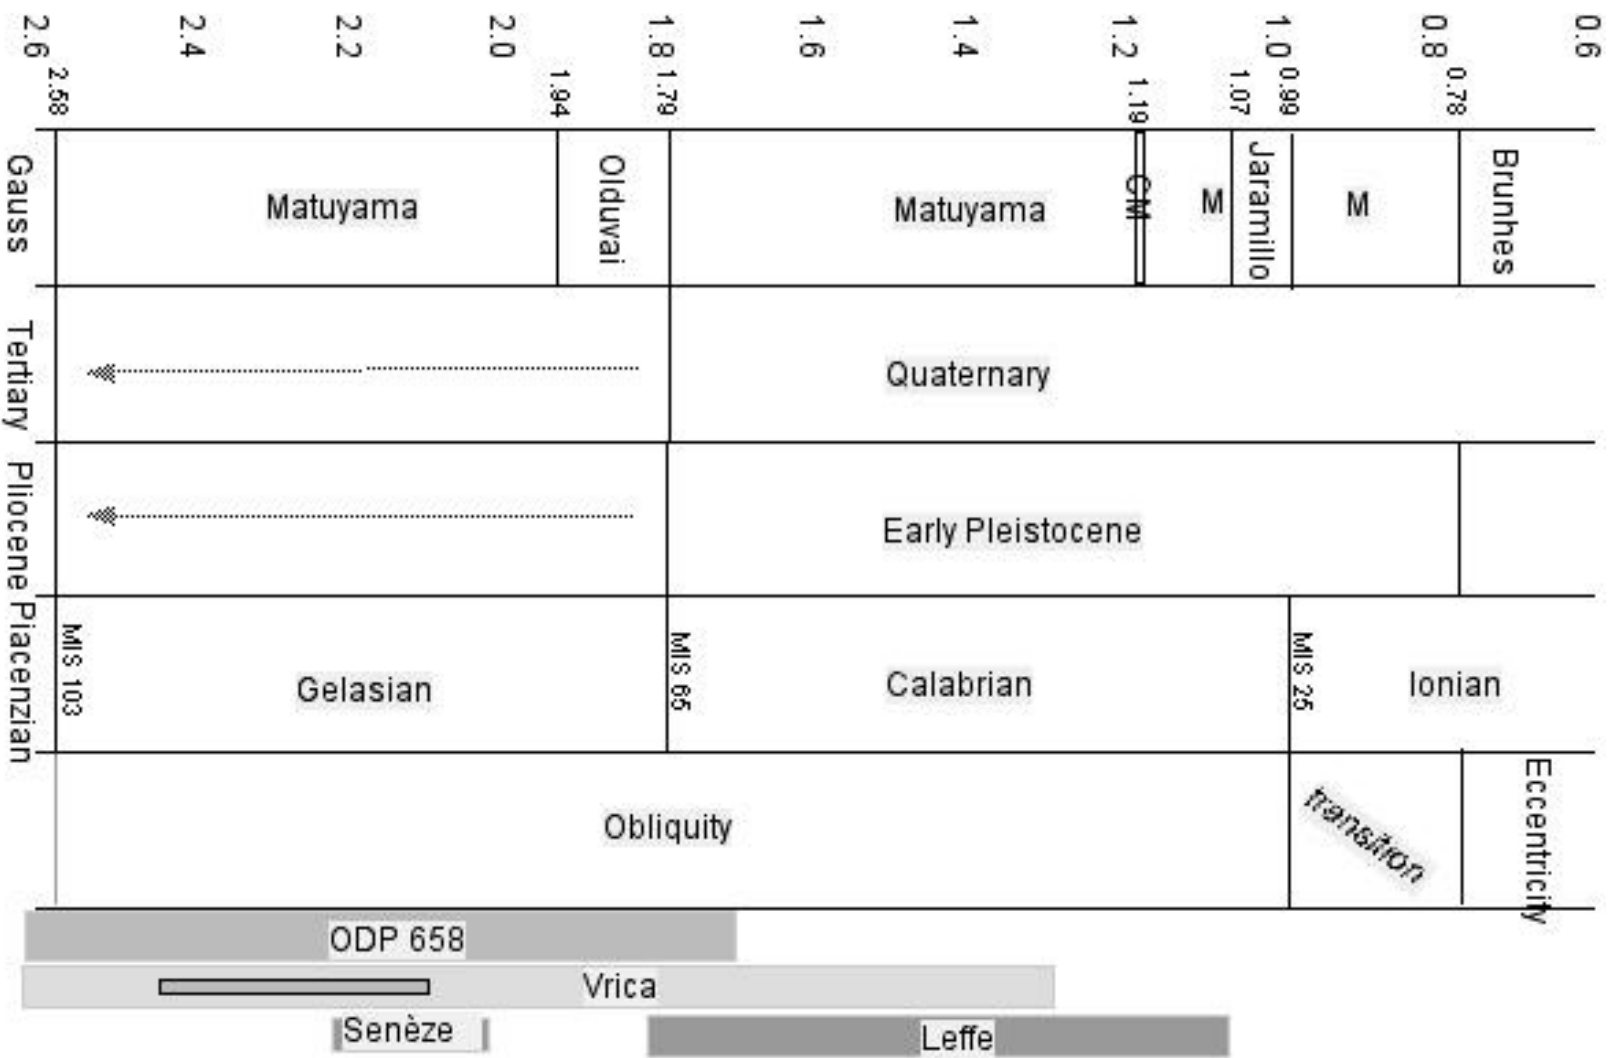 2.6
2.4
2.2
2.0
1.8
1.6
1.4
1.2
1.0
0.8
0.6
2.58
1.94
1.79
1.19
1.07
0.99
0.78
Gauss
Matuyama
Olduvai
Matuyama
CM
M
Jaramillo
M
Brunhes
Tertiary
Quaternary
Pliocene
Early Pleistocene
Piacenzian
MIS 103
Gelasian
MIS 65
Calabrian
MIS 25
Ionian
Obliquity
transition
Eccentricity
ODP 658
Vrica
Senèze
Leffe